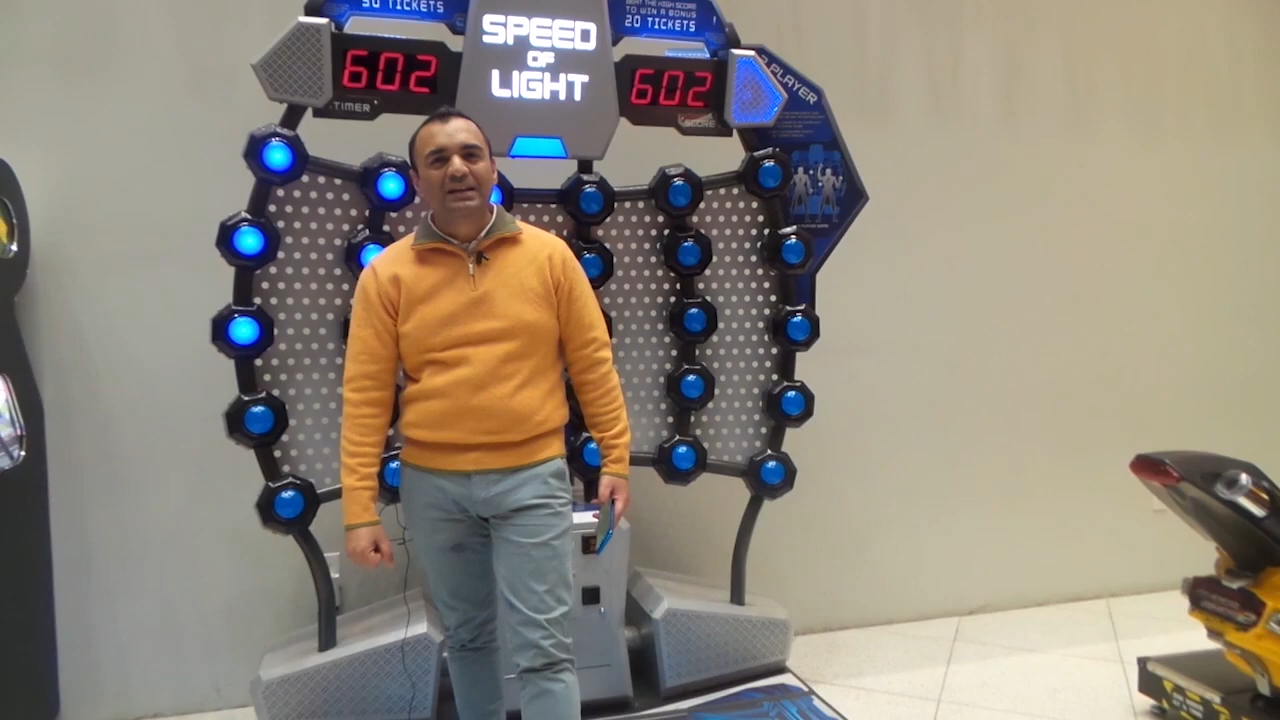 50 TICKETS
SPEED
OF
LIGHT
BEAT THE HIGH SCORE
TO WIN A BONUS
20 TICKETS
602
TIMER
602
SCORE
2 PLAYER